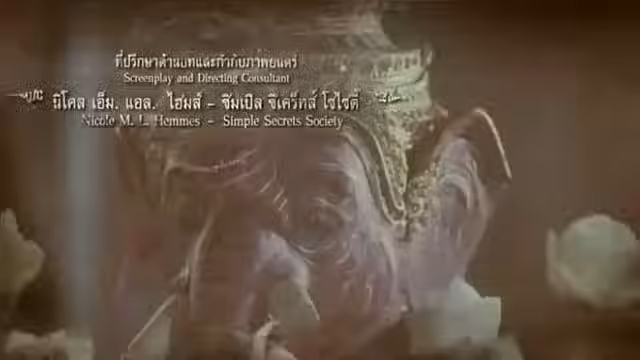 ที่ปรึกษาด้านบทและกำกับภาพยนตร์
Screenplay and Directing Consultant
นิโคล เอ็ม. แอล. ไฮมส์ – ซิมเปิล ซีเคร็ทส์ โซไซตี้
Nicole M. L. Hemmes – Simple Secrets Society